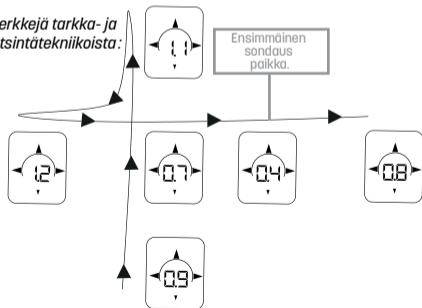 erkkejä tarkka- ja
tsintätekniikoista:
1.1
Ensimmäinen
sondaus
paikka.
1.2
0.7
0.4
0.8
0.9